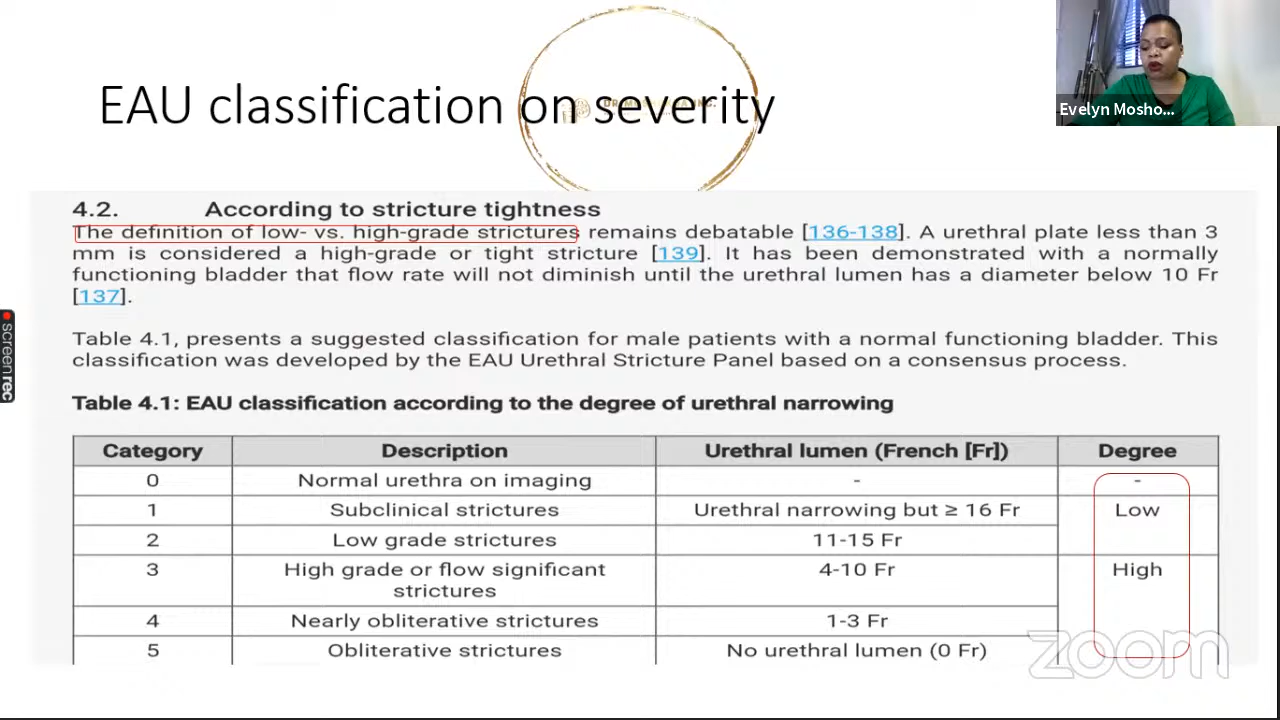 EAU classification on severity
Evelyn Mosho...
4.2. According to stricture tightness
The definition of low- vs. high-grade strictures remains debatable [136-138]. A urethral plate less than 3
mm is considered a high-grade or tight stricture [139]. It has been demonstrated with a normally
functioning bladder that flow rate will not diminish until the urethral lumen has a diameter below 10 Fr
[137].
Table 4.1, presents a suggested classification for male patients with a normal functioning bladder. This
classification was developed by the EAU Urethral Stricture Panel based on a consensus process.
Table 4.1: EAU classification according to the degree of urethral narrowing
Category Description Urethral lumen (French [Fr]) Degree
0 Normal urethra on imaging - -
1 Subclinical strictures Urethral narrowing but ≥ 16 Fr Low
2 Low grade strictures 11-15 Fr
3 High grade or flow significant 4-10 Fr High
strictures
4 Nearly obliterative strictures 1-3 Fr
5 Obliterative strictures No urethral lumen (0 Fr)
zoom
screenrec